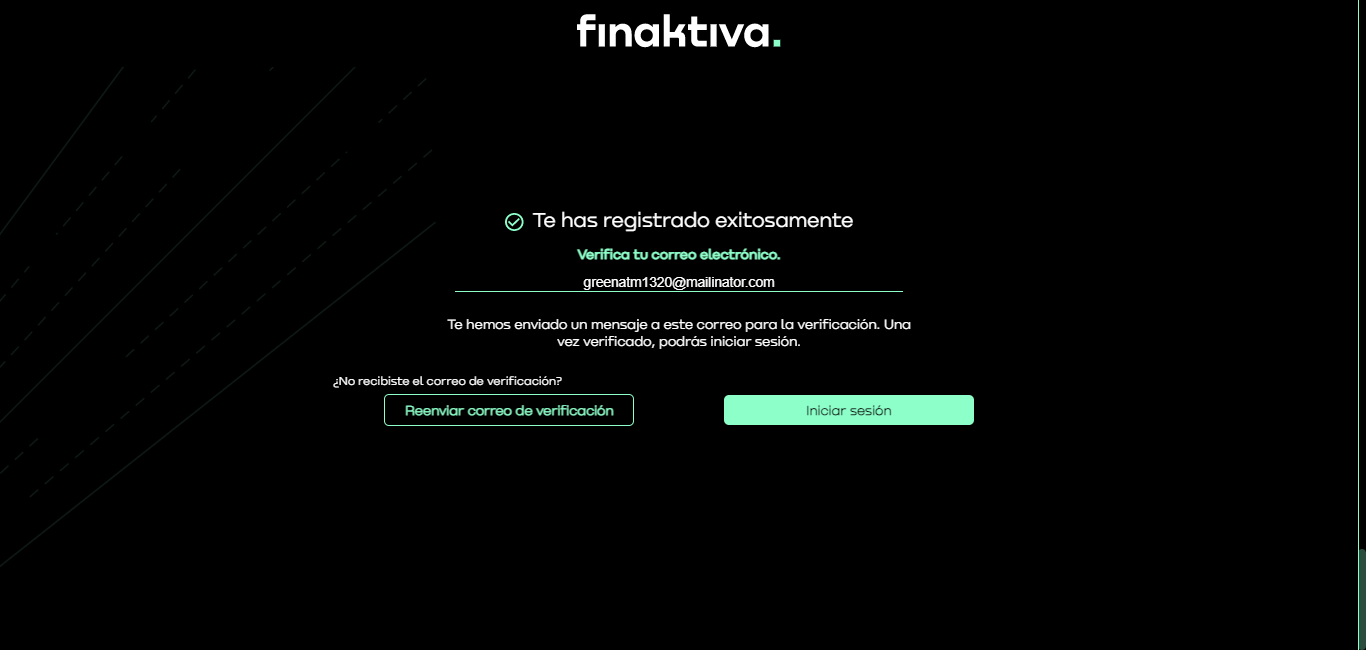 finaktiva.
Te has registrado exitosamente
Verifica tu correo electrónico.
greenatm1320@mailinator.com
Te hemos enviado un mensaje a este correo para la verificación. Una
vez verificado, podrás iniciar sesión.
¿No recibiste el correo de verificación?
Reenviar correo de verificación
Iniciar sesión